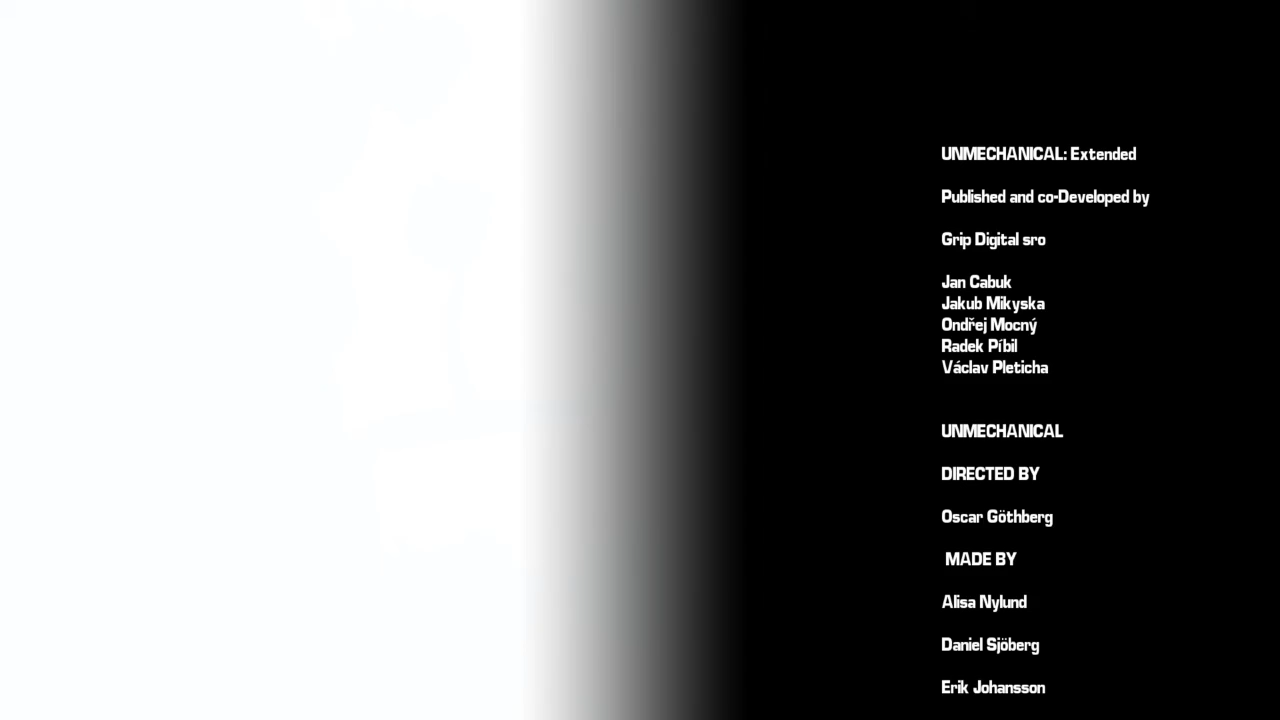 UNMECHANICAL: Extended
Published and co-Developed by
Grip Digital sro
Jan Cabuk
Jakub Mikyska
Ondřej Mocný
Radek Píbil
Václav Pleticha
UNMECHANICAL
DIRECTED BY
Oscar Göthberg
MADE BY
Alisa Nylund
Daniel Sjöberg
Erik Johansson